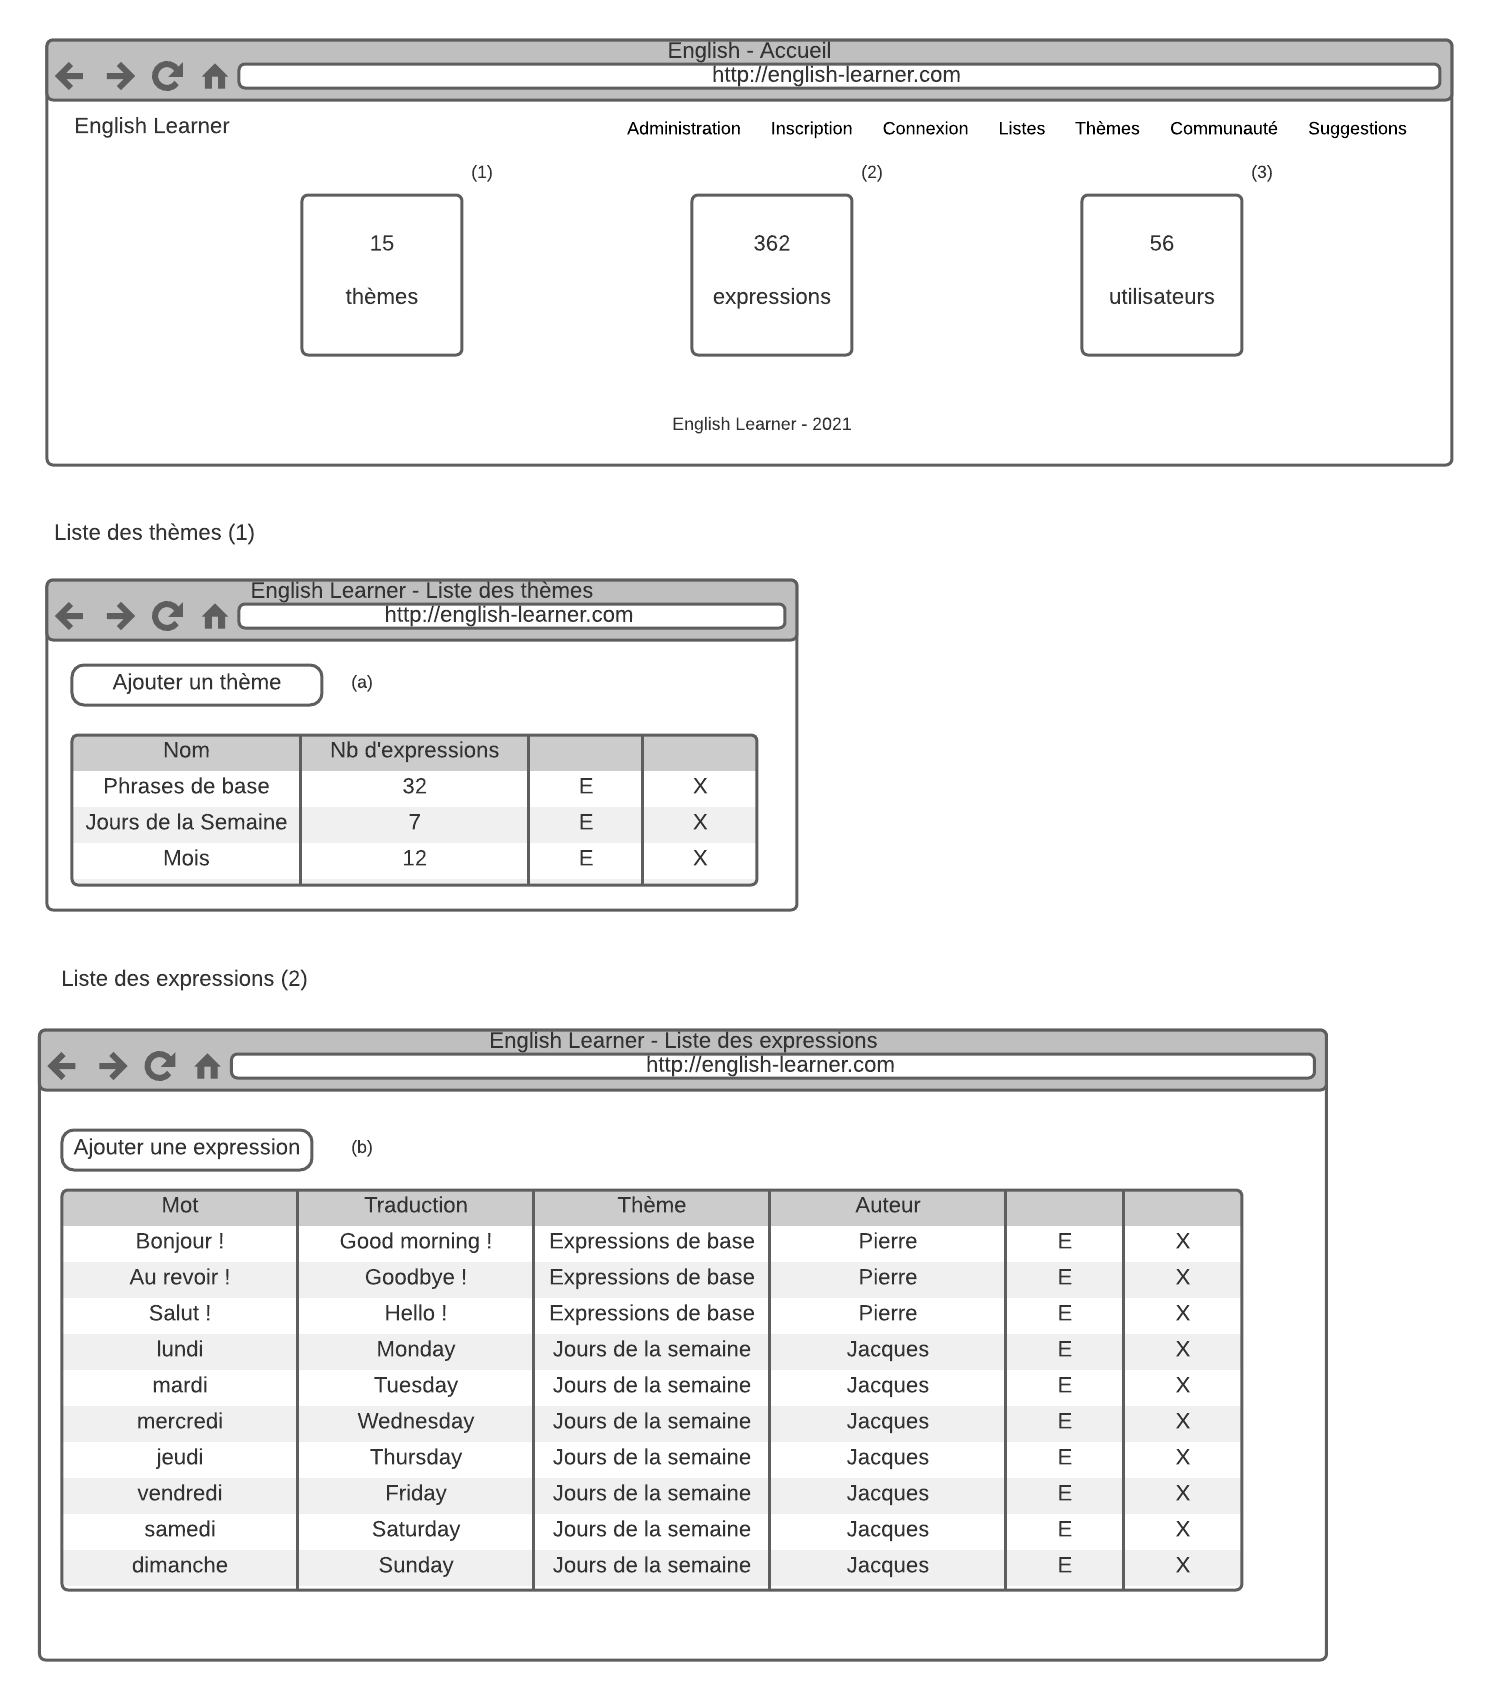 English - Accueil
http://english-learner.com
English Learner
Administration Inscription Connexion Listes Thèmes Communauté Suggestions
(1) (2) (3)
15 362 56
thèmes expressions utilisateurs
English Learner - 2021
Liste des thèmes (1)
English Learner - Liste des thèmes
http://english-learner.com
Ajouter un thème (a)
Nom Nb d'expressions
Phrases de base 32 E X
Jours de la Semaine 7 E X
Mois 12 E X
Liste des expressions (2)
English Learner - Liste des expressions
http://english-learner.com
Ajouter une expression (b)
Mot Traduction Thème Auteur
Bonjour ! Good morning ! Expressions de base Pierre E X
Au revoir ! Goodbye ! Expressions de base Pierre E X
Salut ! Hello ! Expressions de base Pierre E X
lundi Monday Jours de la semaine Jacques E X
mardi Tuesday Jours de la semaine Jacques E X
mercredi Wednesday Jours de la semaine Jacques E X
jeudi Thursday Jours de la semaine Jacques E X
vendredi Friday Jours de la semaine Jacques E X
samedi Saturday Jours de la semaine Jacques E X
dimanche Sunday Jours de la semaine Jacques E X